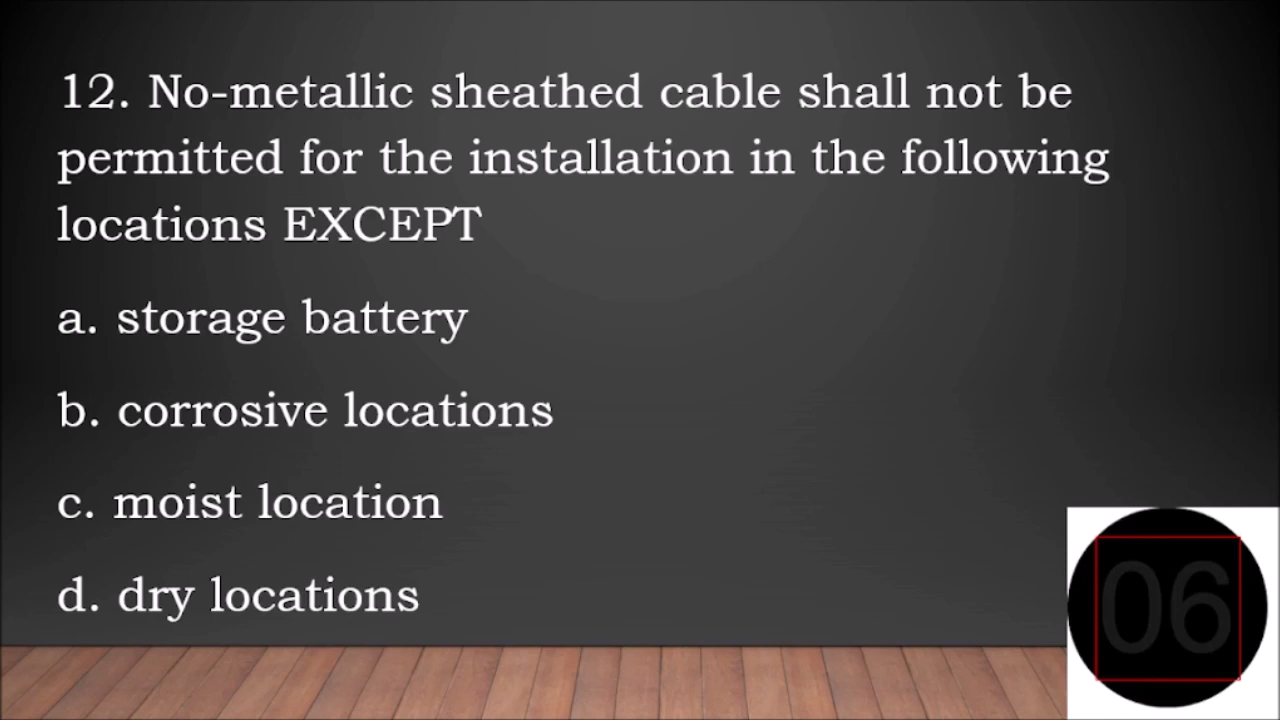 12. No-metallic sheathed cable shall not be
permitted for the installation in the following
locations EXCEPT
a. storage battery
b. corrosive locations
c. moist location
d. dry locations
06